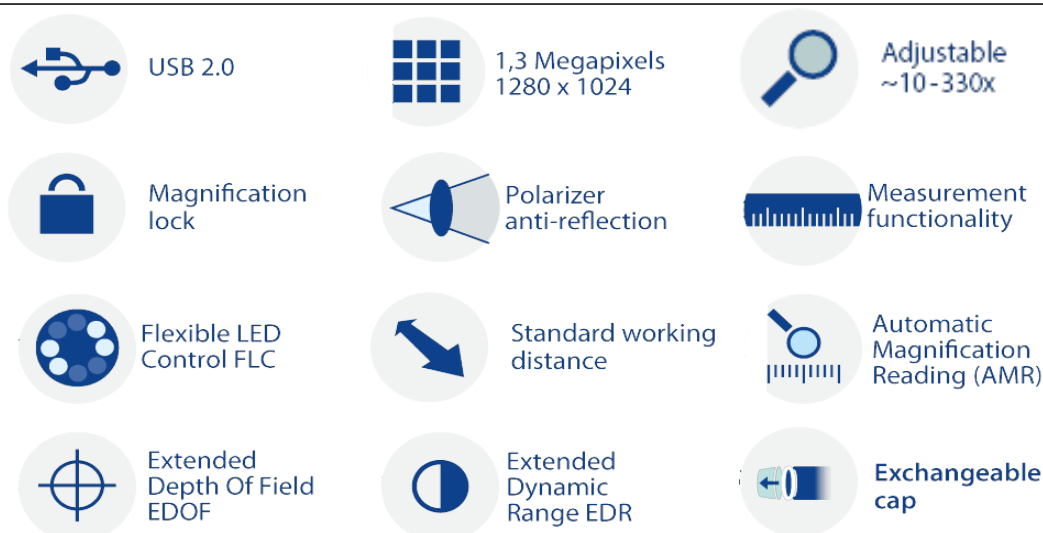 USB 2.0
1,3 Megapixels
1280 x 1024
Adjustable
~10-330x
Magnification
lock
Polarizer
anti-reflection
Measurement
functionality
Flexible LED
Control FLC
Standard working
distance
Automatic
Magnification
Reading (AMR)
Extended
Depth Of Field
EDOF
Extended
Dynamic
Range EDR
Exchangeable
cap